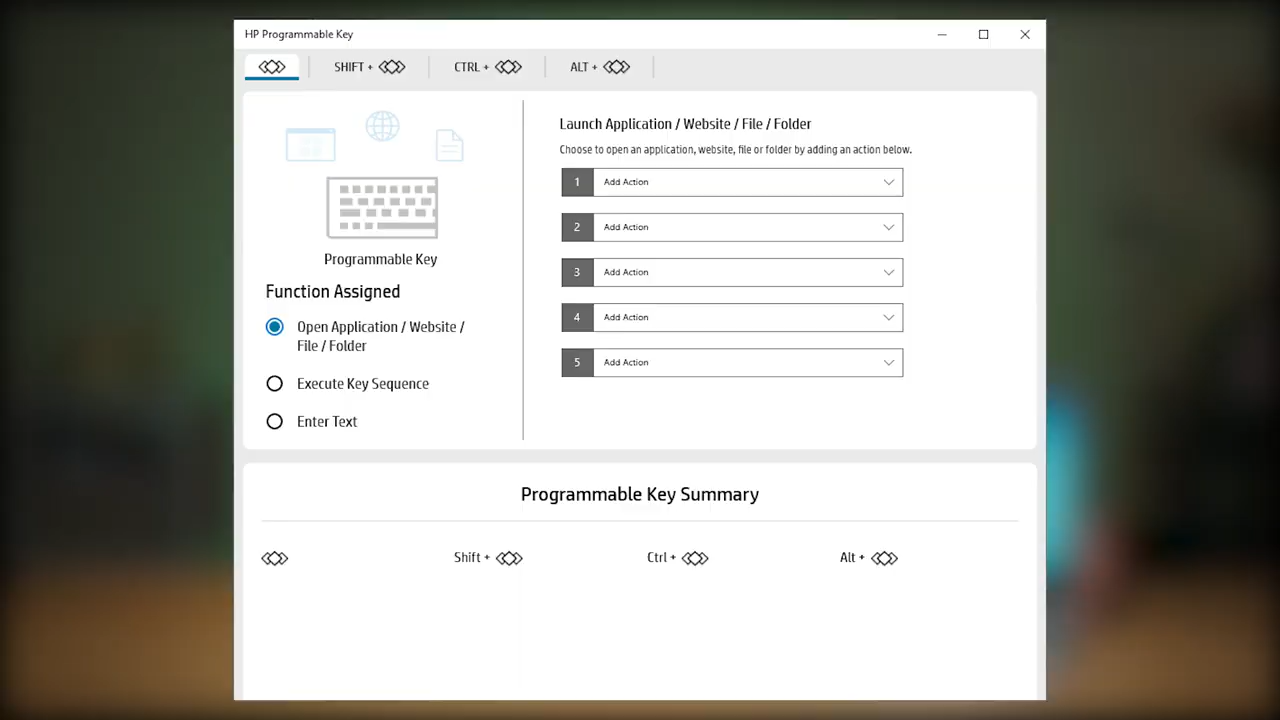 HP Programmable Key
SHIFT +
CTRL +
ALT +
Programmable Key
Function Assigned
Open Application / Website /
File / Folder
Execute Key Sequence
Enter Text
Launch Application / Website / File / Folder
Choose to open an application, website, file or folder by adding an action below.
1 Add Action
2 Add Action
3 Add Action
4 Add Action
5 Add Action
Programmable Key Summary
Shift +
Ctrl +
Alt +